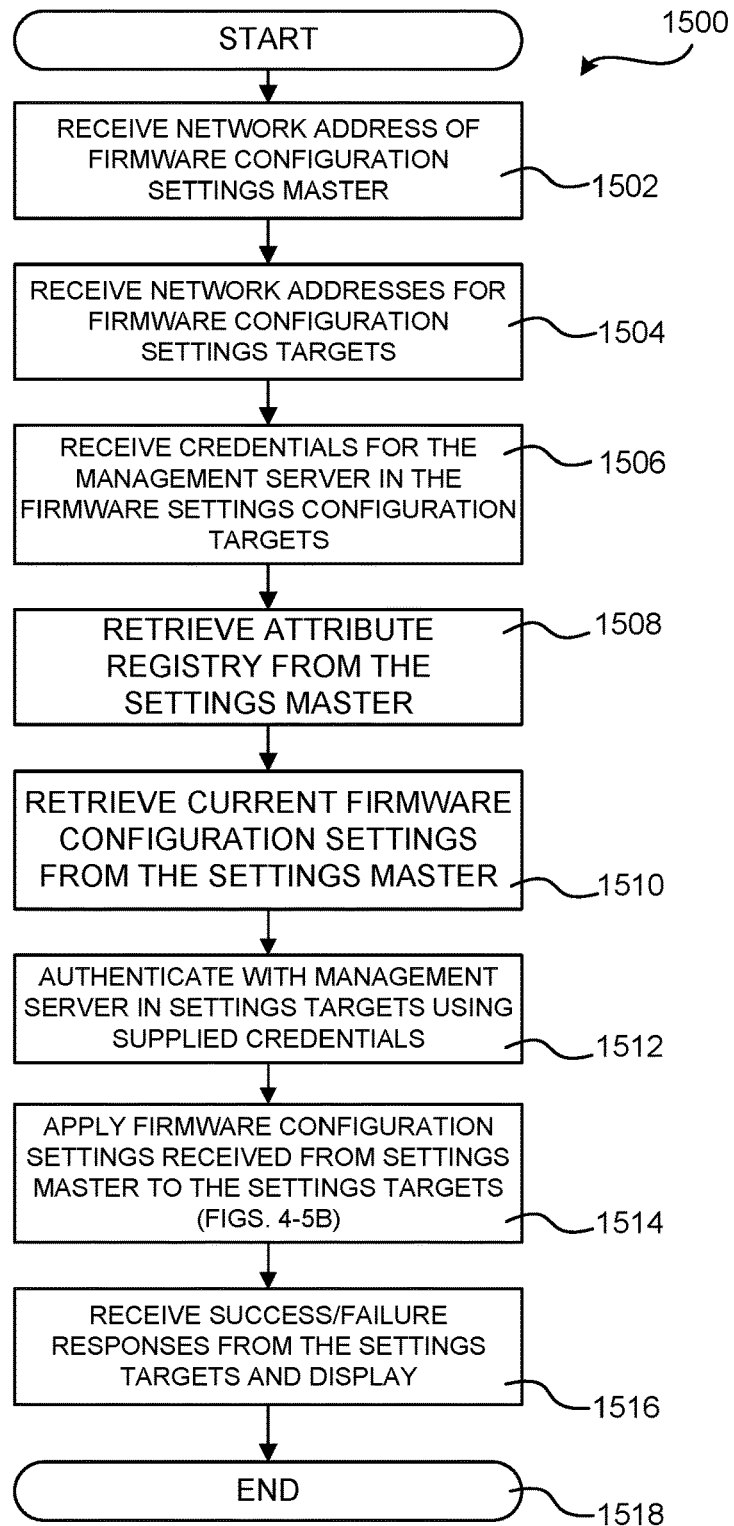 START
1500
RECEIVE NETWORK ADDRESS OF
FIRMWARE CONFIGURATION
SETTINGS MASTER
1502
RECEIVE NETWORK ADDRESSES FOR
FIRMWARE CONFIGURATION
SETTINGS TARGETS
1504
RECEIVE CREDENTIALS FOR THE
MANAGEMENT SERVER IN THE
FIRMWARE SETTINGS CONFIGURATION
TARGETS
1506
RETRIEVE ATTRIBUTE
REGISTRY FROM THE
SETTINGS MASTER
1508
RETRIEVE CURRENT FIRMWARE
CONFIGURATION SETTINGS
FROM THE SETTINGS MASTER
1510
AUTHENTICATE WITH MANAGEMENT
SERVER IN SETTINGS TARGETS USING
SUPPLIED CREDENTIALS
1512
APPLY FIRMWARE CONFIGURATION
SETTINGS RECEIVED FROM SETTINGS
MASTER TO THE SETTINGS TARGETS
(FIGS. 4-5B)
1514
RECEIVE SUCCESS/FAILURE
RESPONSES FROM THE SETTINGS
TARGETS AND DISPLAY
1516
END
1518